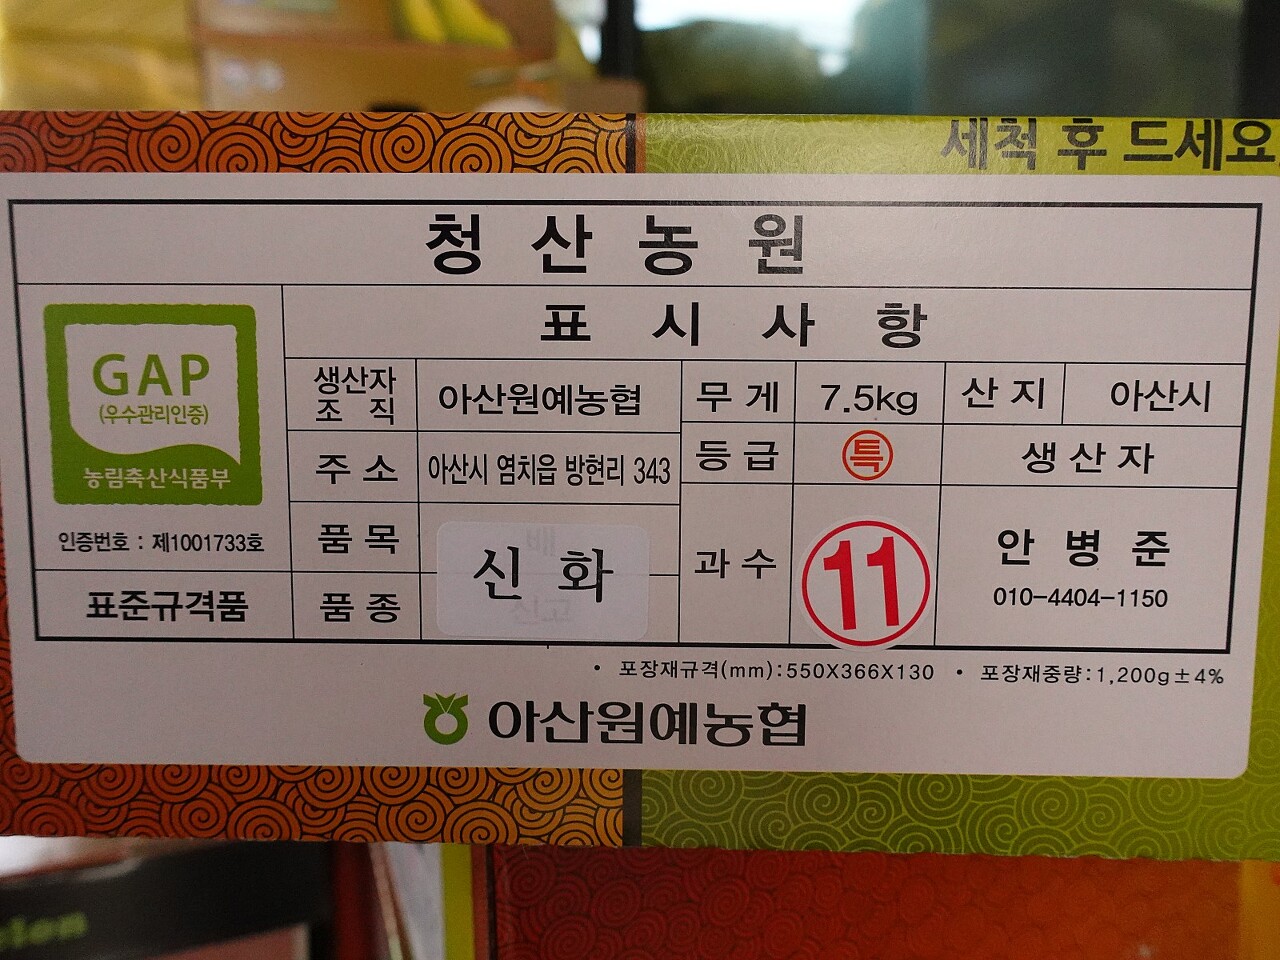 세척 후 드세요
청 산 농 원
표 시 사 항
GAP
(우수관리인증)
농림축산식품부
인증번호 : 제1001733호
표준규격품
생산자
조 직
아산원예농협
무 게
7.5kg
산 지
아산시
주 소
아산시 염치읍 방현리 343
등 급
특
생 산 자
품 목
배
신 화
품 종
신고
과 수
11
안 병 준
010-4404-1150
• 포장재규격(mm):550X366X130 • 포장재중량:1,200g±4%
아산원예농협